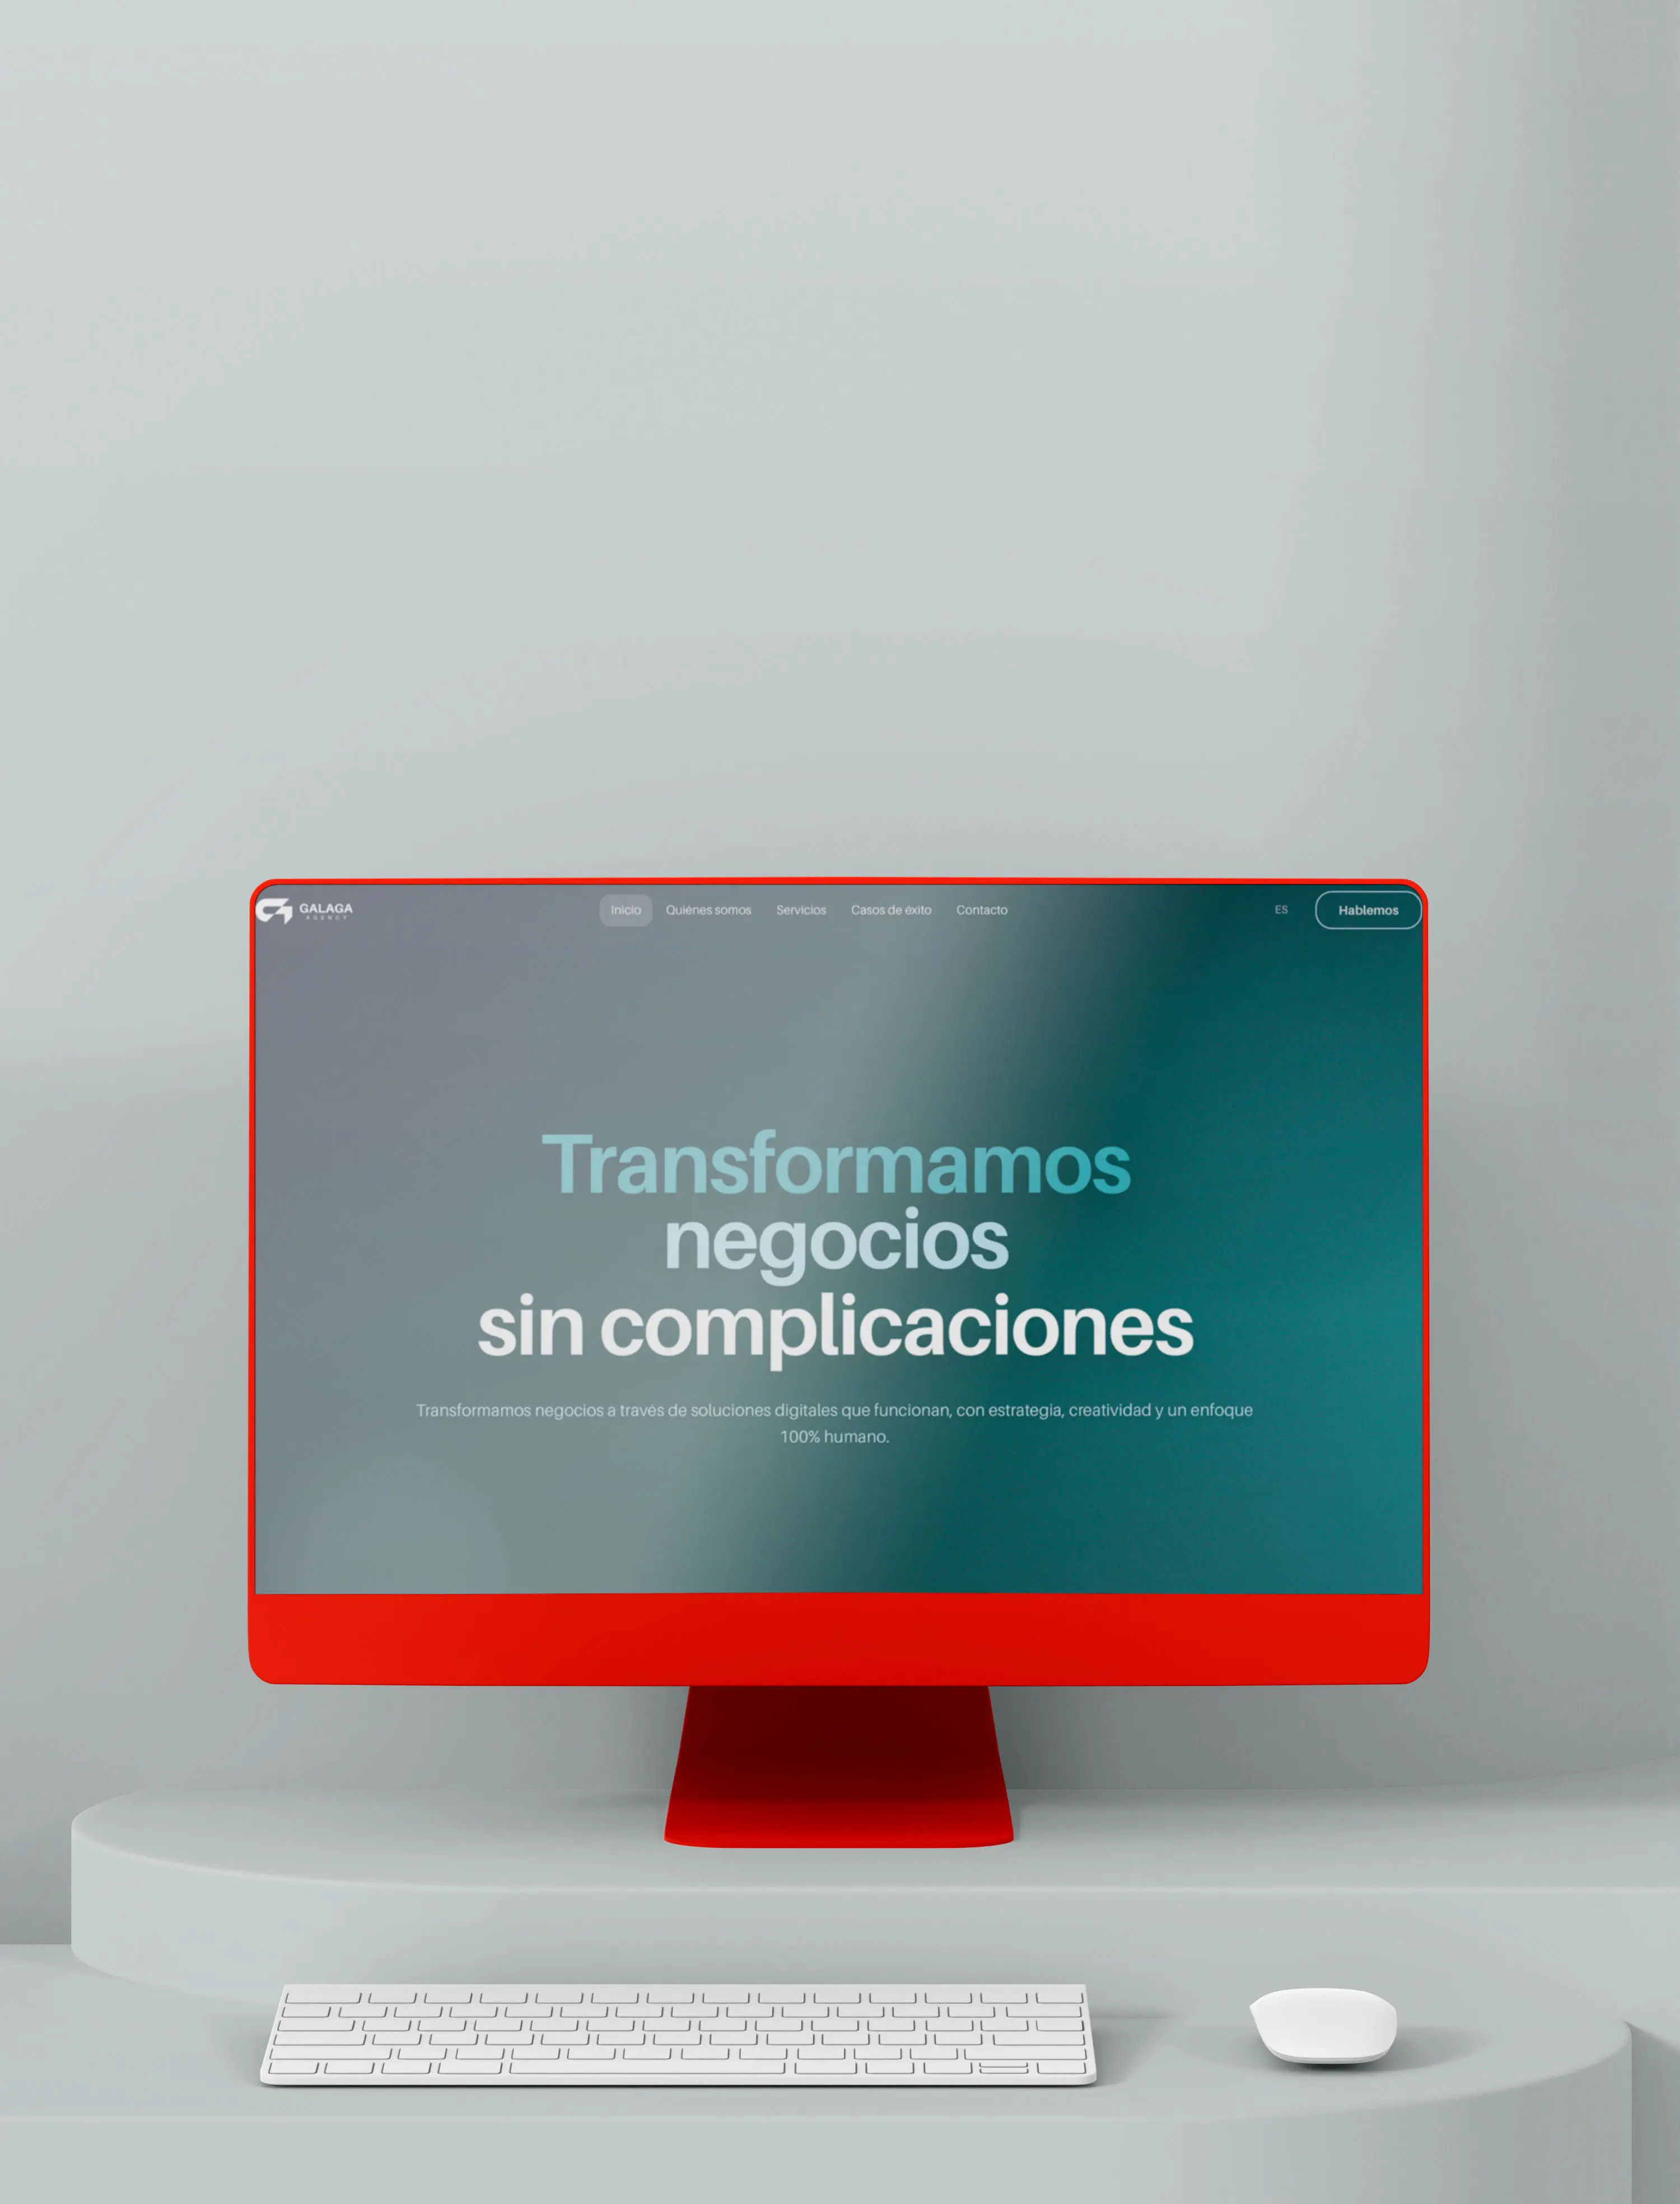 GALAGA
AGENCY
Inicio
Quiénes somos
Servicios
Casos de éxito
Contacto
ES
Hablemos
Transformamos
negocios
sin complicaciones
Transformamos negocios a través de soluciones digitales que funcionan, con estrategia, creatividad y un enfoque
100% humano.